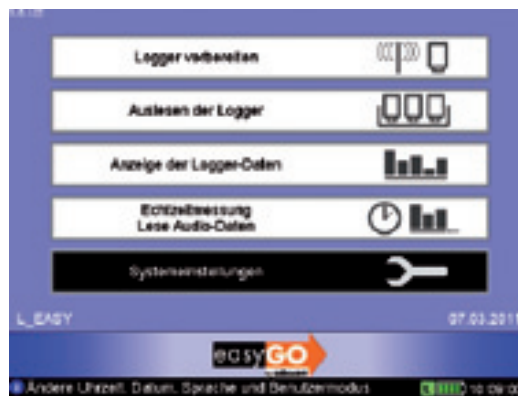 Logger vorbereiten
Auslesen der Logger
Anzeige der Logger-Daten
Echtzeitmessung
Lese Audio-Daten
Systemeinstellungen
L_EASY 07.03.2011
easyGO
Andere Uhrzeit, Datum, Sprache und Benutzermodus